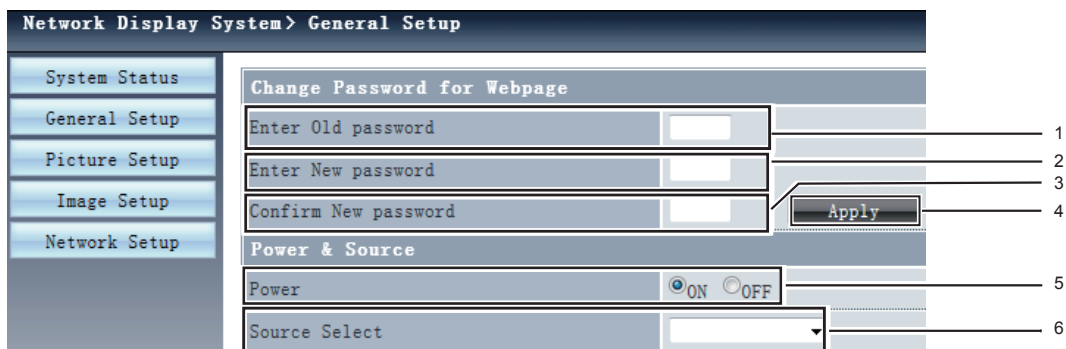 Network Display System> General Setup
System Status
General Setup
Picture Setup
Image Setup
Network Setup
Change Password for Webpage
Enter Old password
1
Enter New password
2
Confirm New password
3
Apply
4
Power & Source
Power
ON OFF
5
Source Select
6